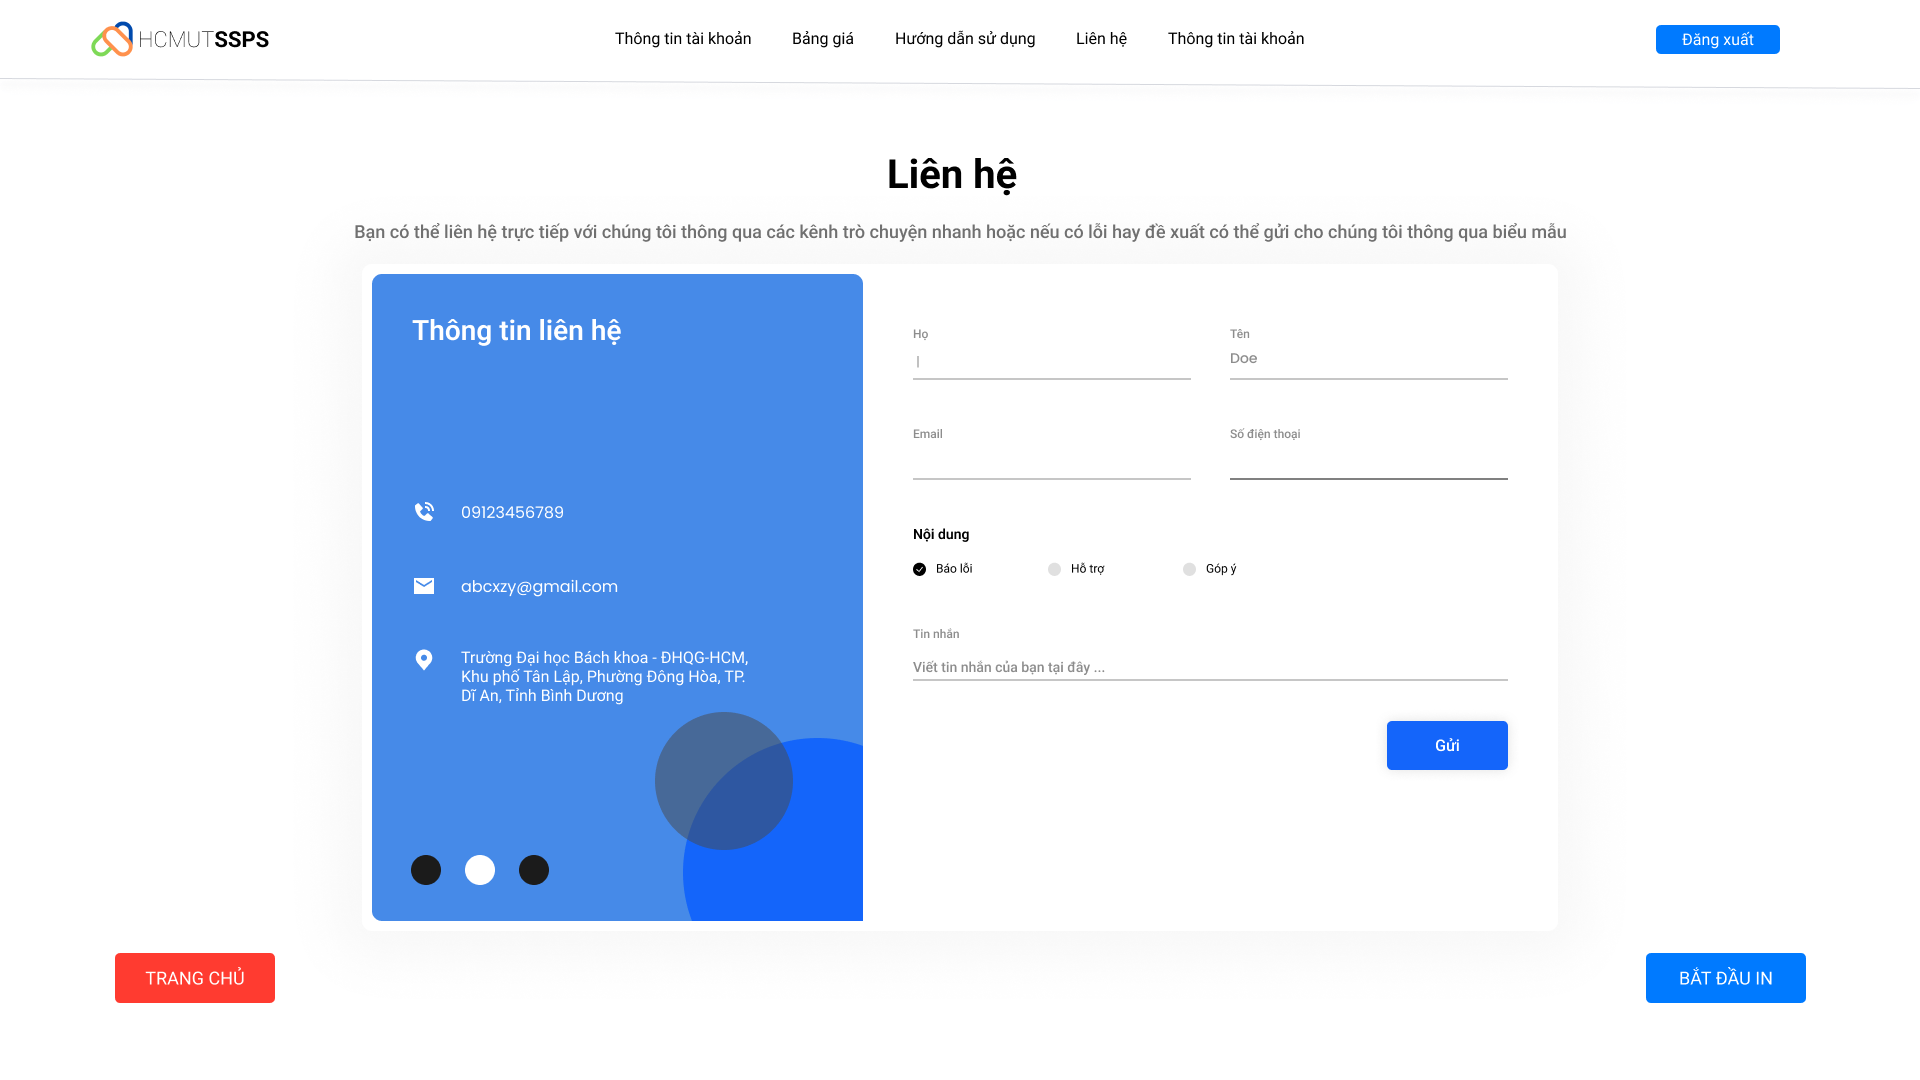 HCMUTSSPS
Thông tin tài khoản
Bảng giá
Hướng dẫn sử dụng
Liên hệ
Thông tin tài khoản
Đăng xuất
Liên hệ
Bạn có thể liên hệ trực tiếp với chúng tôi thông qua các kênh trò chuyện nhanh hoặc nếu có lỗi hay đề xuất có thể gửi cho chúng tôi thông qua biểu mẫu
Thông tin liên hệ
09123456789
abcxzy@gmail.com
Trường Đại học Bách khoa - ĐHQG-HCM,
Khu phố Tân Lập, Phường Đông Hòa, TP.
Dĩ An, Tỉnh Bình Dương
Họ
Tên
Doe
Email
Số điện thoại
Nội dung
Báo lỗi
Hỗ trợ
Góp ý
Tin nhắn
Viết tin nhắn của bạn tại đây ...
Gửi
TRANG CHỦ
BẮT ĐẦU IN